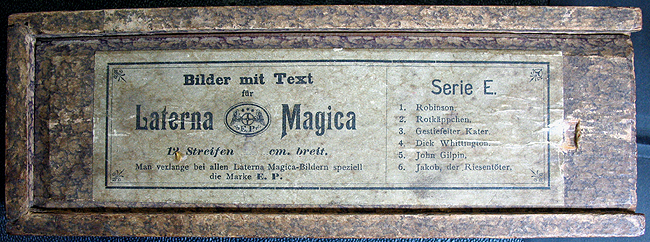 Bilder mit Text
für
Laterna Magica
E.P.
12 Streifen cm. breit.
Man verlange bei allen Laterna Magica-Bildern speziell
die Marke E. P.
Serie E.
1. Robinson.
2. Rotkäppchen.
3. Gestiefelter Kater.
4. Dick Whittington.
5. John Gilpin.
6. Jakob, der Riesentöter.